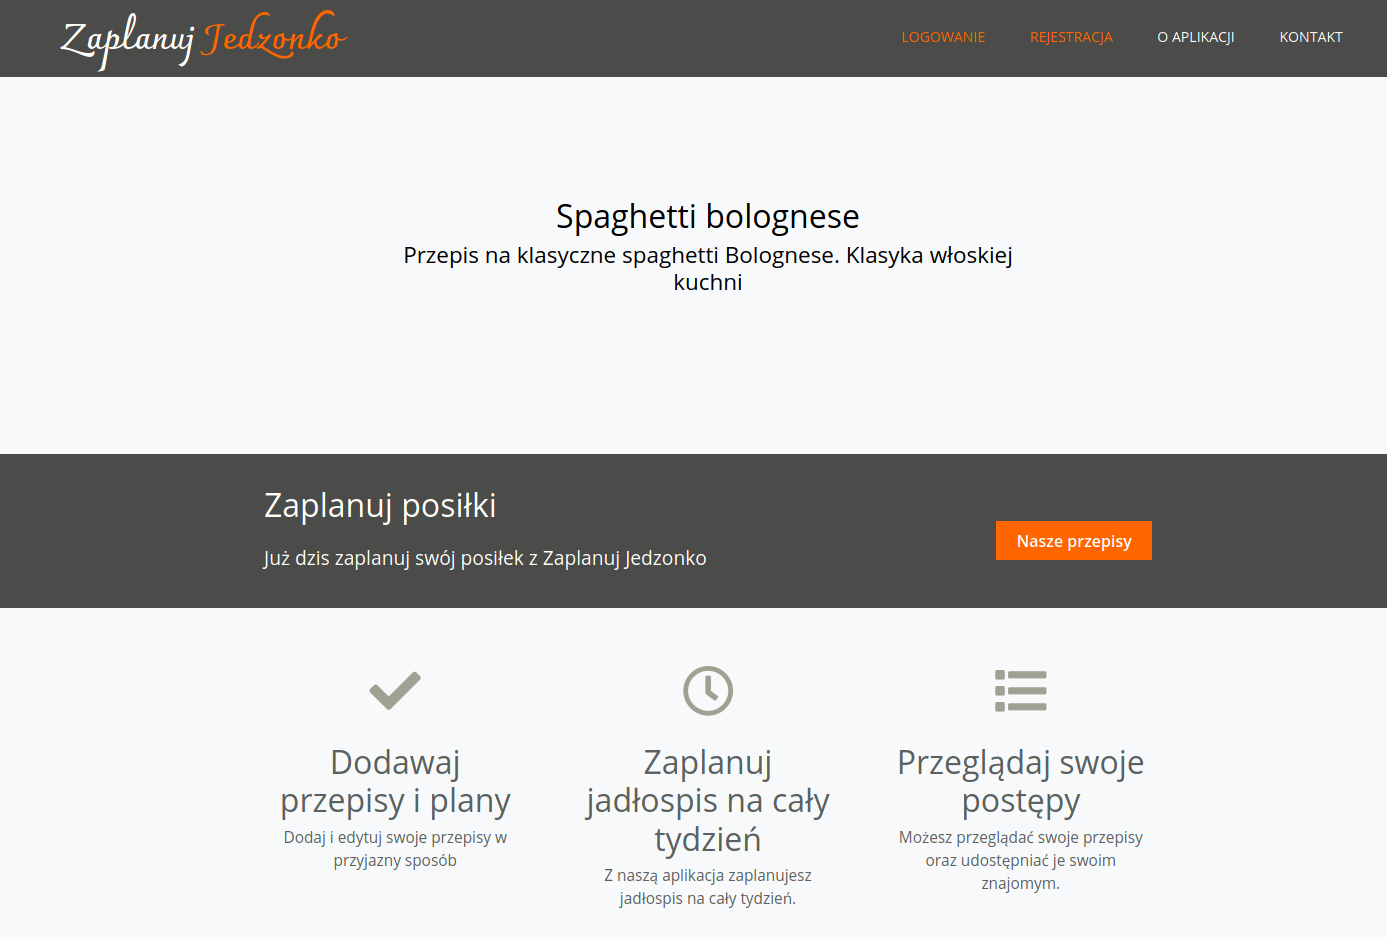 Zaplanuj Jedzonko
LOGOWANIE REJESTRACJA O APLIKACJI KONTAKT
Spaghetti bolognese
Przepis na klasyczne spaghetti Bolognese. Klasyka włoskiej
kuchni
Zaplanuj posiłki
Już dzis zaplanuj swój posiłek z Zaplanuj Jedzonko
Nasze przepisy
Dodawaj
przepisy i plany
Dodaj i edytuj swoje przepisy w
przyjazny sposób
Zaplanuj
jadłospis na cały
tydzień
Z naszą aplikacja zaplanujesz
jadłospis na cały tydzień.
Przeglądaj swoje
postępy
Możesz przeglądać swoje przepisy
oraz udostępniać je swoim
znajomym.